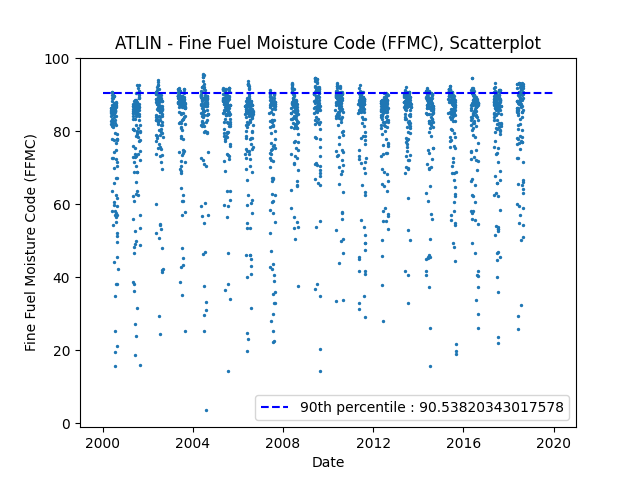 ATLIN - Fine Fuel Moisture Code (FFMC), Scatterplot
Fine Fuel Moisture Code (FFMC)
100
80
60
40
20
0
90th percentile : 90.53820343017578
2000 2004 2008 2012 2016 2020
Date